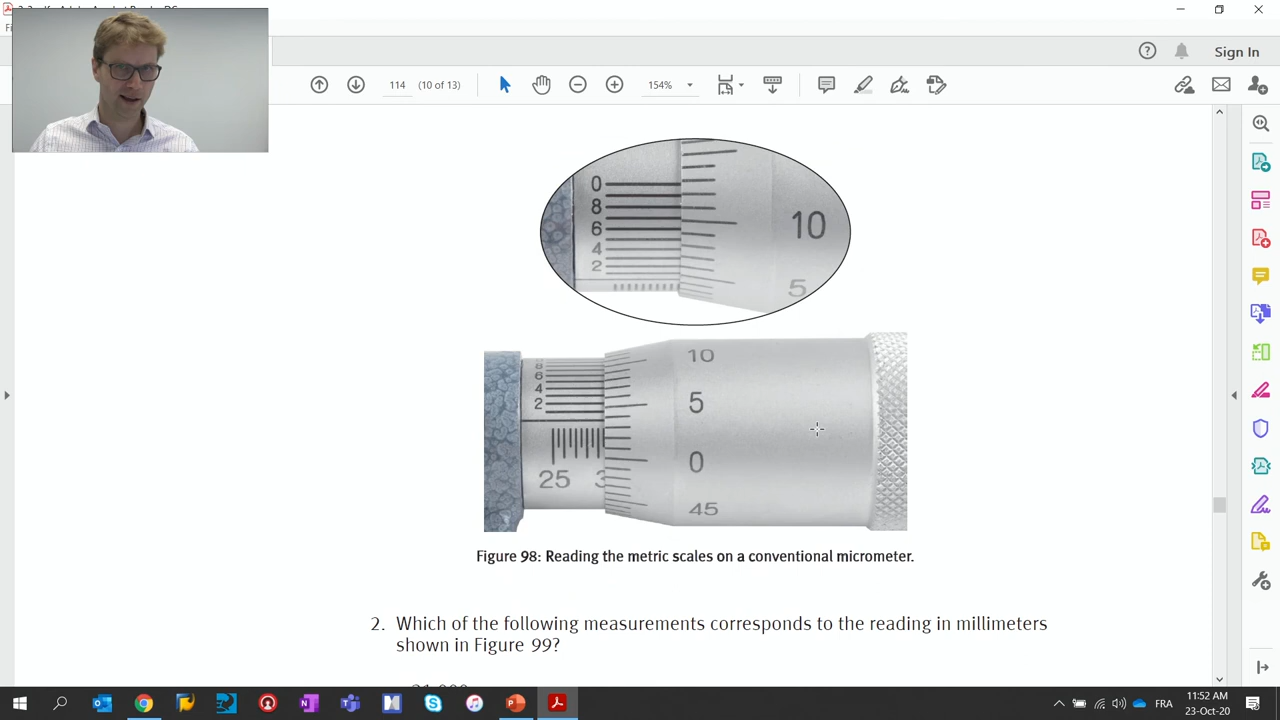 Sign In
114 (10 of 13) 154%
0
8
6
4
2
10
5
8
6
4
2
10
5
0
45
25
Figure 98: Reading the metric scales on a conventional micrometer.
2. Which of the following measurements corresponds to the reading in millimeters
shown in Figure 99?
11:52 AM
FRA
23-Oct-20